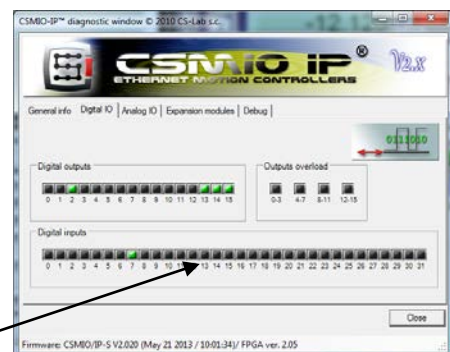 CSMIO-IP™ diagnostic window © 2010 CS-Lab s.c.
CSMIO IP® V2.x
ETHERNET MOTION CONTROLLERS
General info Digital IO Analog IO Expansion modules Debug
0111010
Digital outputs
0 1 2 3 4 5 6 7 8 9 10 11 12 13 14 15
Outputs overload
0-3 4-7 8-11 12-15
Digital inputs
0 1 2 3 4 5 6 7 8 9 10 11 13 14 15 16 17 18 19 20 21 22 23 24 25 26 27 28 29 30 31
Close
Firmware: CSMIO/IP-S V2.020 (May 21 2013 / 10:01:34)/ FPGA ver. 2.05